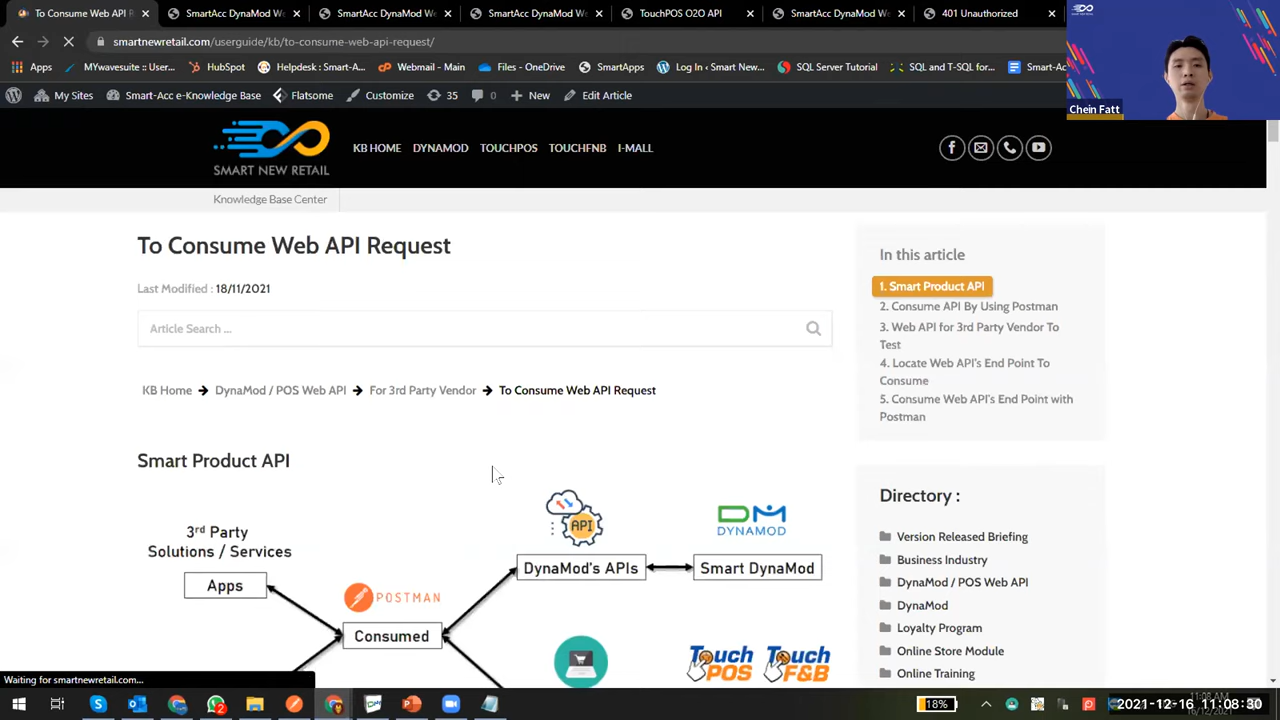 To Consume Web API Reque
SmartAcc DynaMod W
SmartAcc DynaMod W
SmartAcc DynaMod W
TouchPOS O2O API
SmartAcc DynaMod W
401 Unauthorized
smartnewretail.com/userguide/kb/to-consume-web-api-request/
Apps
MYwavesuite :: User...
HubSpot
Helpdesk : Smart-A...
Webmail - Main
Files - OneDrive
SmartApps
Log In ‹ Smart New...
SQL Server Tutorial
SQL and T-SQL for...
Smart-Ac
My Sites
Smart-Acc e-Knowledge Base
Flatsome
Customize
35
0
New
Edit Article
Chein Fatt
SMART NEW RETAIL
KB HOME
DYNAMOD
TOUCHPOS
TOUCHFNB
I-MALL
Knowledge Base Center
To Consume Web API Request
Last Modified : 18/11/2021
Article Search ...
KB Home
DynaMod / POS Web API
For 3rd Party Vendor
To Consume Web API Request
In this article
1. Smart Product API
2. Consume API By Using Postman
3. Web API for 3rd Party Vendor To
Test
4. Locate Web API's End Point To
Consume
5. Consume Web API's End Point with
Postman
Smart Product API
3rd Party
Solutions / Services
Apps
POSTMAN
Consumed
API
DynaMod's APIs
DM
DYNAMOD
Smart DynaMod
Touch
POS
Touch
F&B
Directory :
Version Released Briefing
Business Industry
DynaMod / POS Web API
DynaMod
Loyalty Program
Online Store Module
Online Training
Waiting for smartnewretail.com...
2
18%
2021-12-16 11:08:30